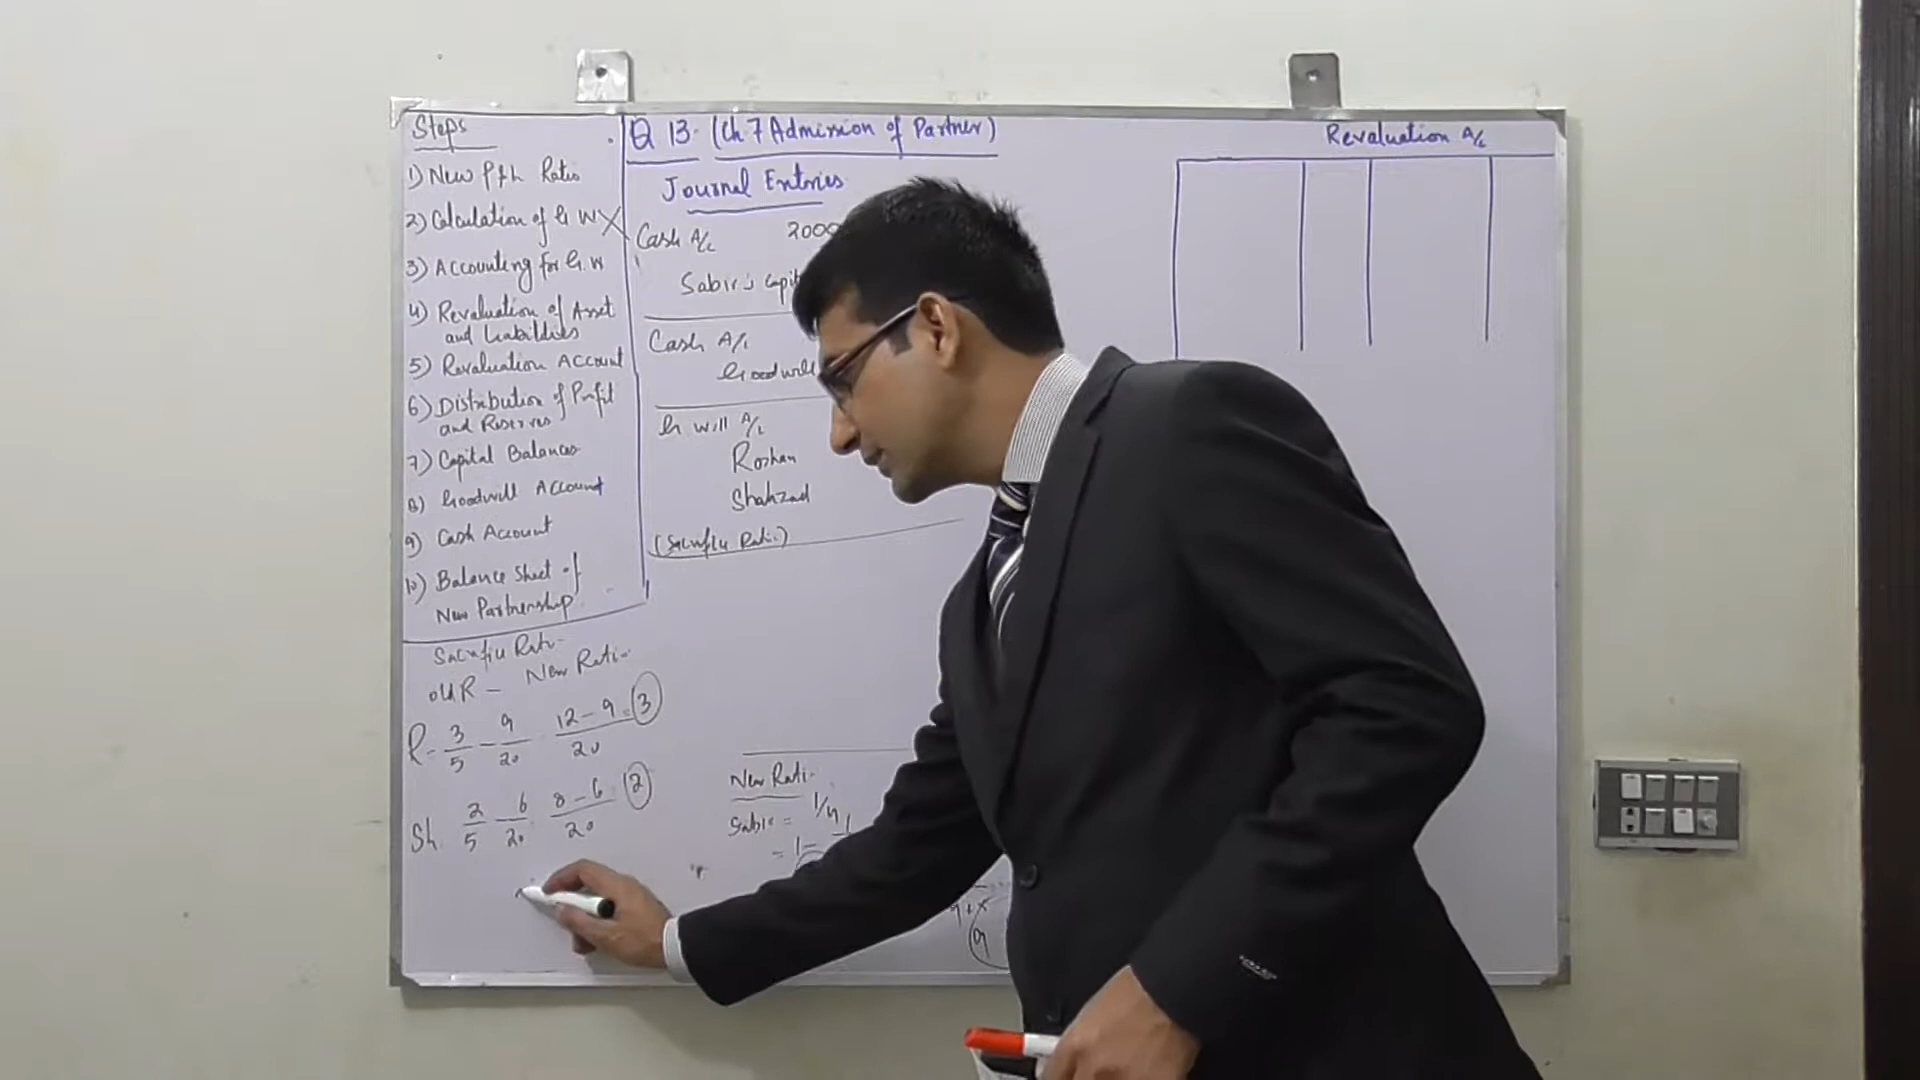 Steps
1) New Pft Ratio
2) Calculation of G W X
3) Accounting for G.W
4) Revaluation of Asset
and Liabilities
5) Revaluation Account
6) Distribution of Profit
and Reserves
7) Capital Balances
8) Goodwill Account
9) Cash Account
10) Balance Sheet of
New Partnership
Q 13. (Ch 7 Admission of Partner)
Journal Entries
Cash A/c 2000
Sabir's Capit
Cash A/c
Goodwill
G. will A/c
Roshan
Shahzad
(Sacrifice Ratio)
Revaluation A/c
Sacrifice Ratio
Old R - New Ratio
R - 3/5 - 9/20 12 - 9/20 = 3
Sh. 2/5 - 6/20 8 - 6/20 2
New Ratio
Sabir = 1/4
= 1 -
9